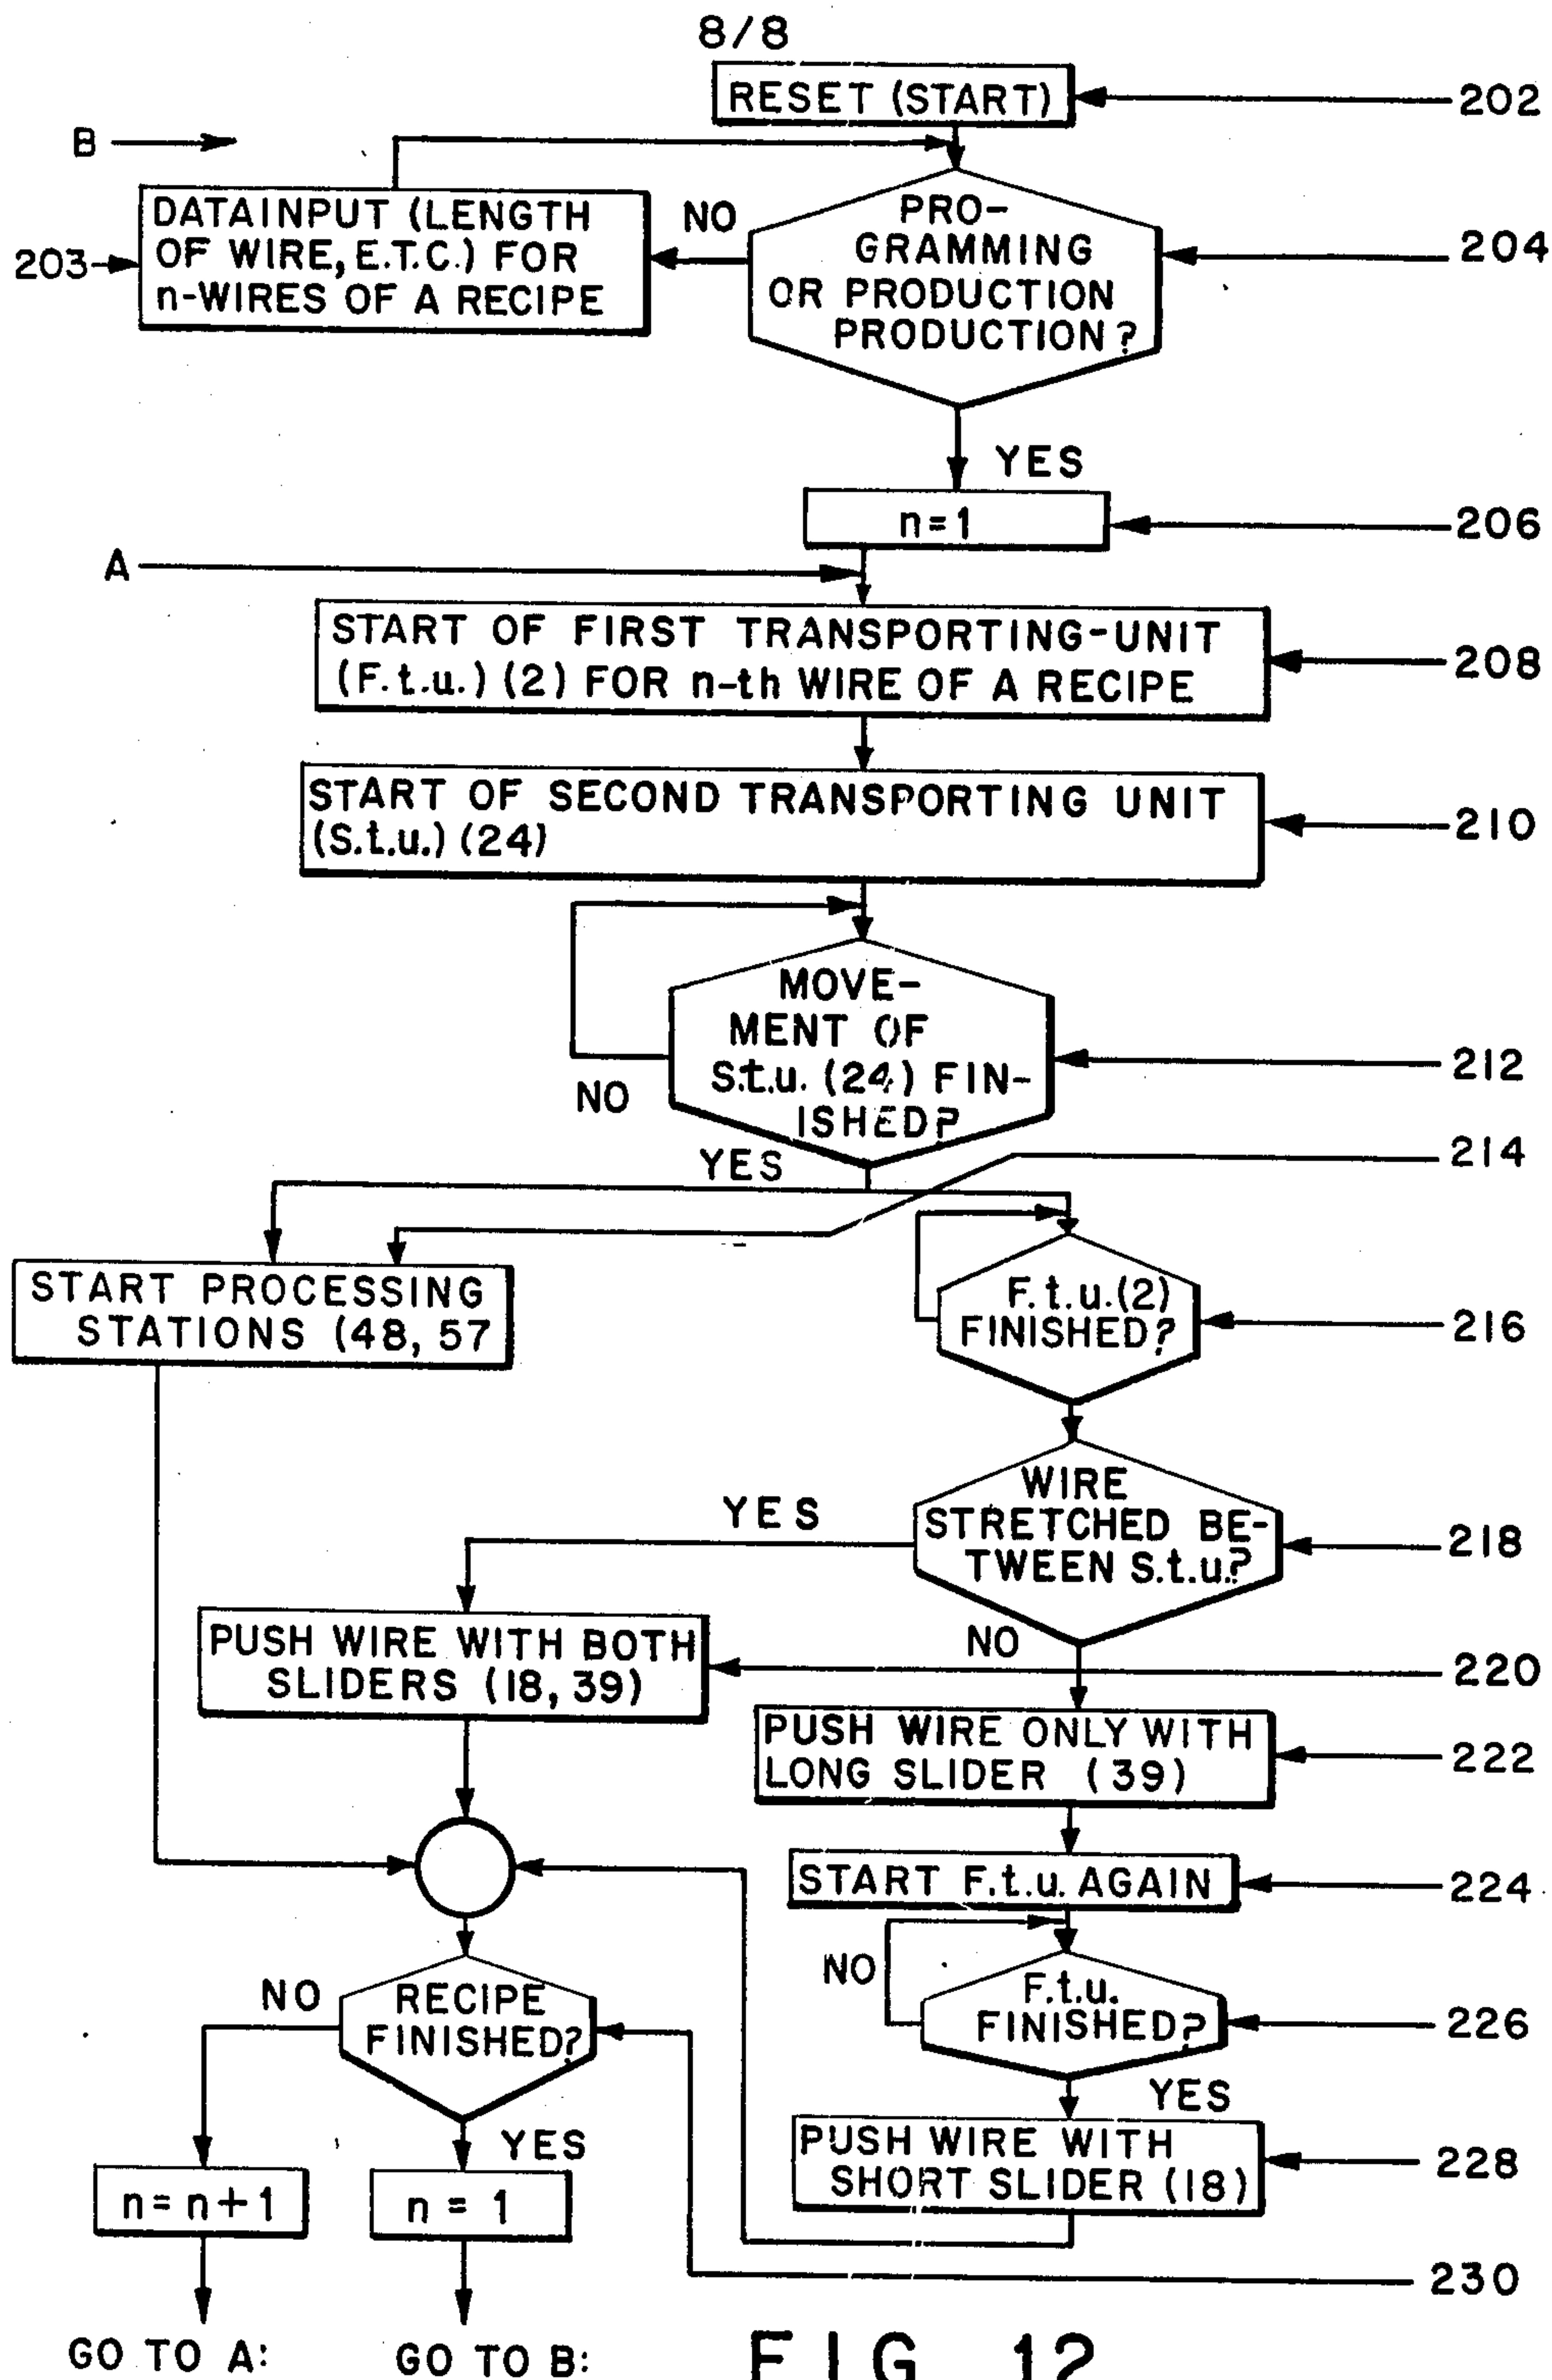 8/8
RESET (START)
202
B
DATAINPUT (LENGTH
OF WIRE, E.T.C.) FOR
n-WIRES OF A RECIPE
203
NO
PRO-
GRAMMING
OR PRODUCTION
PRODUCTION?
204
YES
n=1
206
A
START OF FIRST TRANSPORTING-UNIT
(F.t.u.) (2) FOR n-th WIRE OF A RECIPE
208
START OF SECOND TRANSPORTING UNIT
(S.t.u.) (24)
210
MOVE-
MENT OF
S.t.u. (24) FIN-
ISHED?
212
NO
YES
214
START PROCESSING
STATIONS (48, 57
F.t.u.(2)
FINISHED?
216
WIRE
STRETCHED BE-
TWEEN S.t.u.?
218
YES
NO
PUSH WIRE WITH BOTH
SLIDERS (18, 39)
220
PUSH WIRE ONLY WITH
LONG SLIDER (39)
222
START F.t.u. AGAIN
224
NO
F.t.u.
FINISHED?
226
NO
RECIPE
FINISHED?
YES
YES
PUSH WIRE WITH
SHORT SLIDER (18)
228
n=n+1
n = 1
230
GO TO A:
GO TO B:
FIG 12